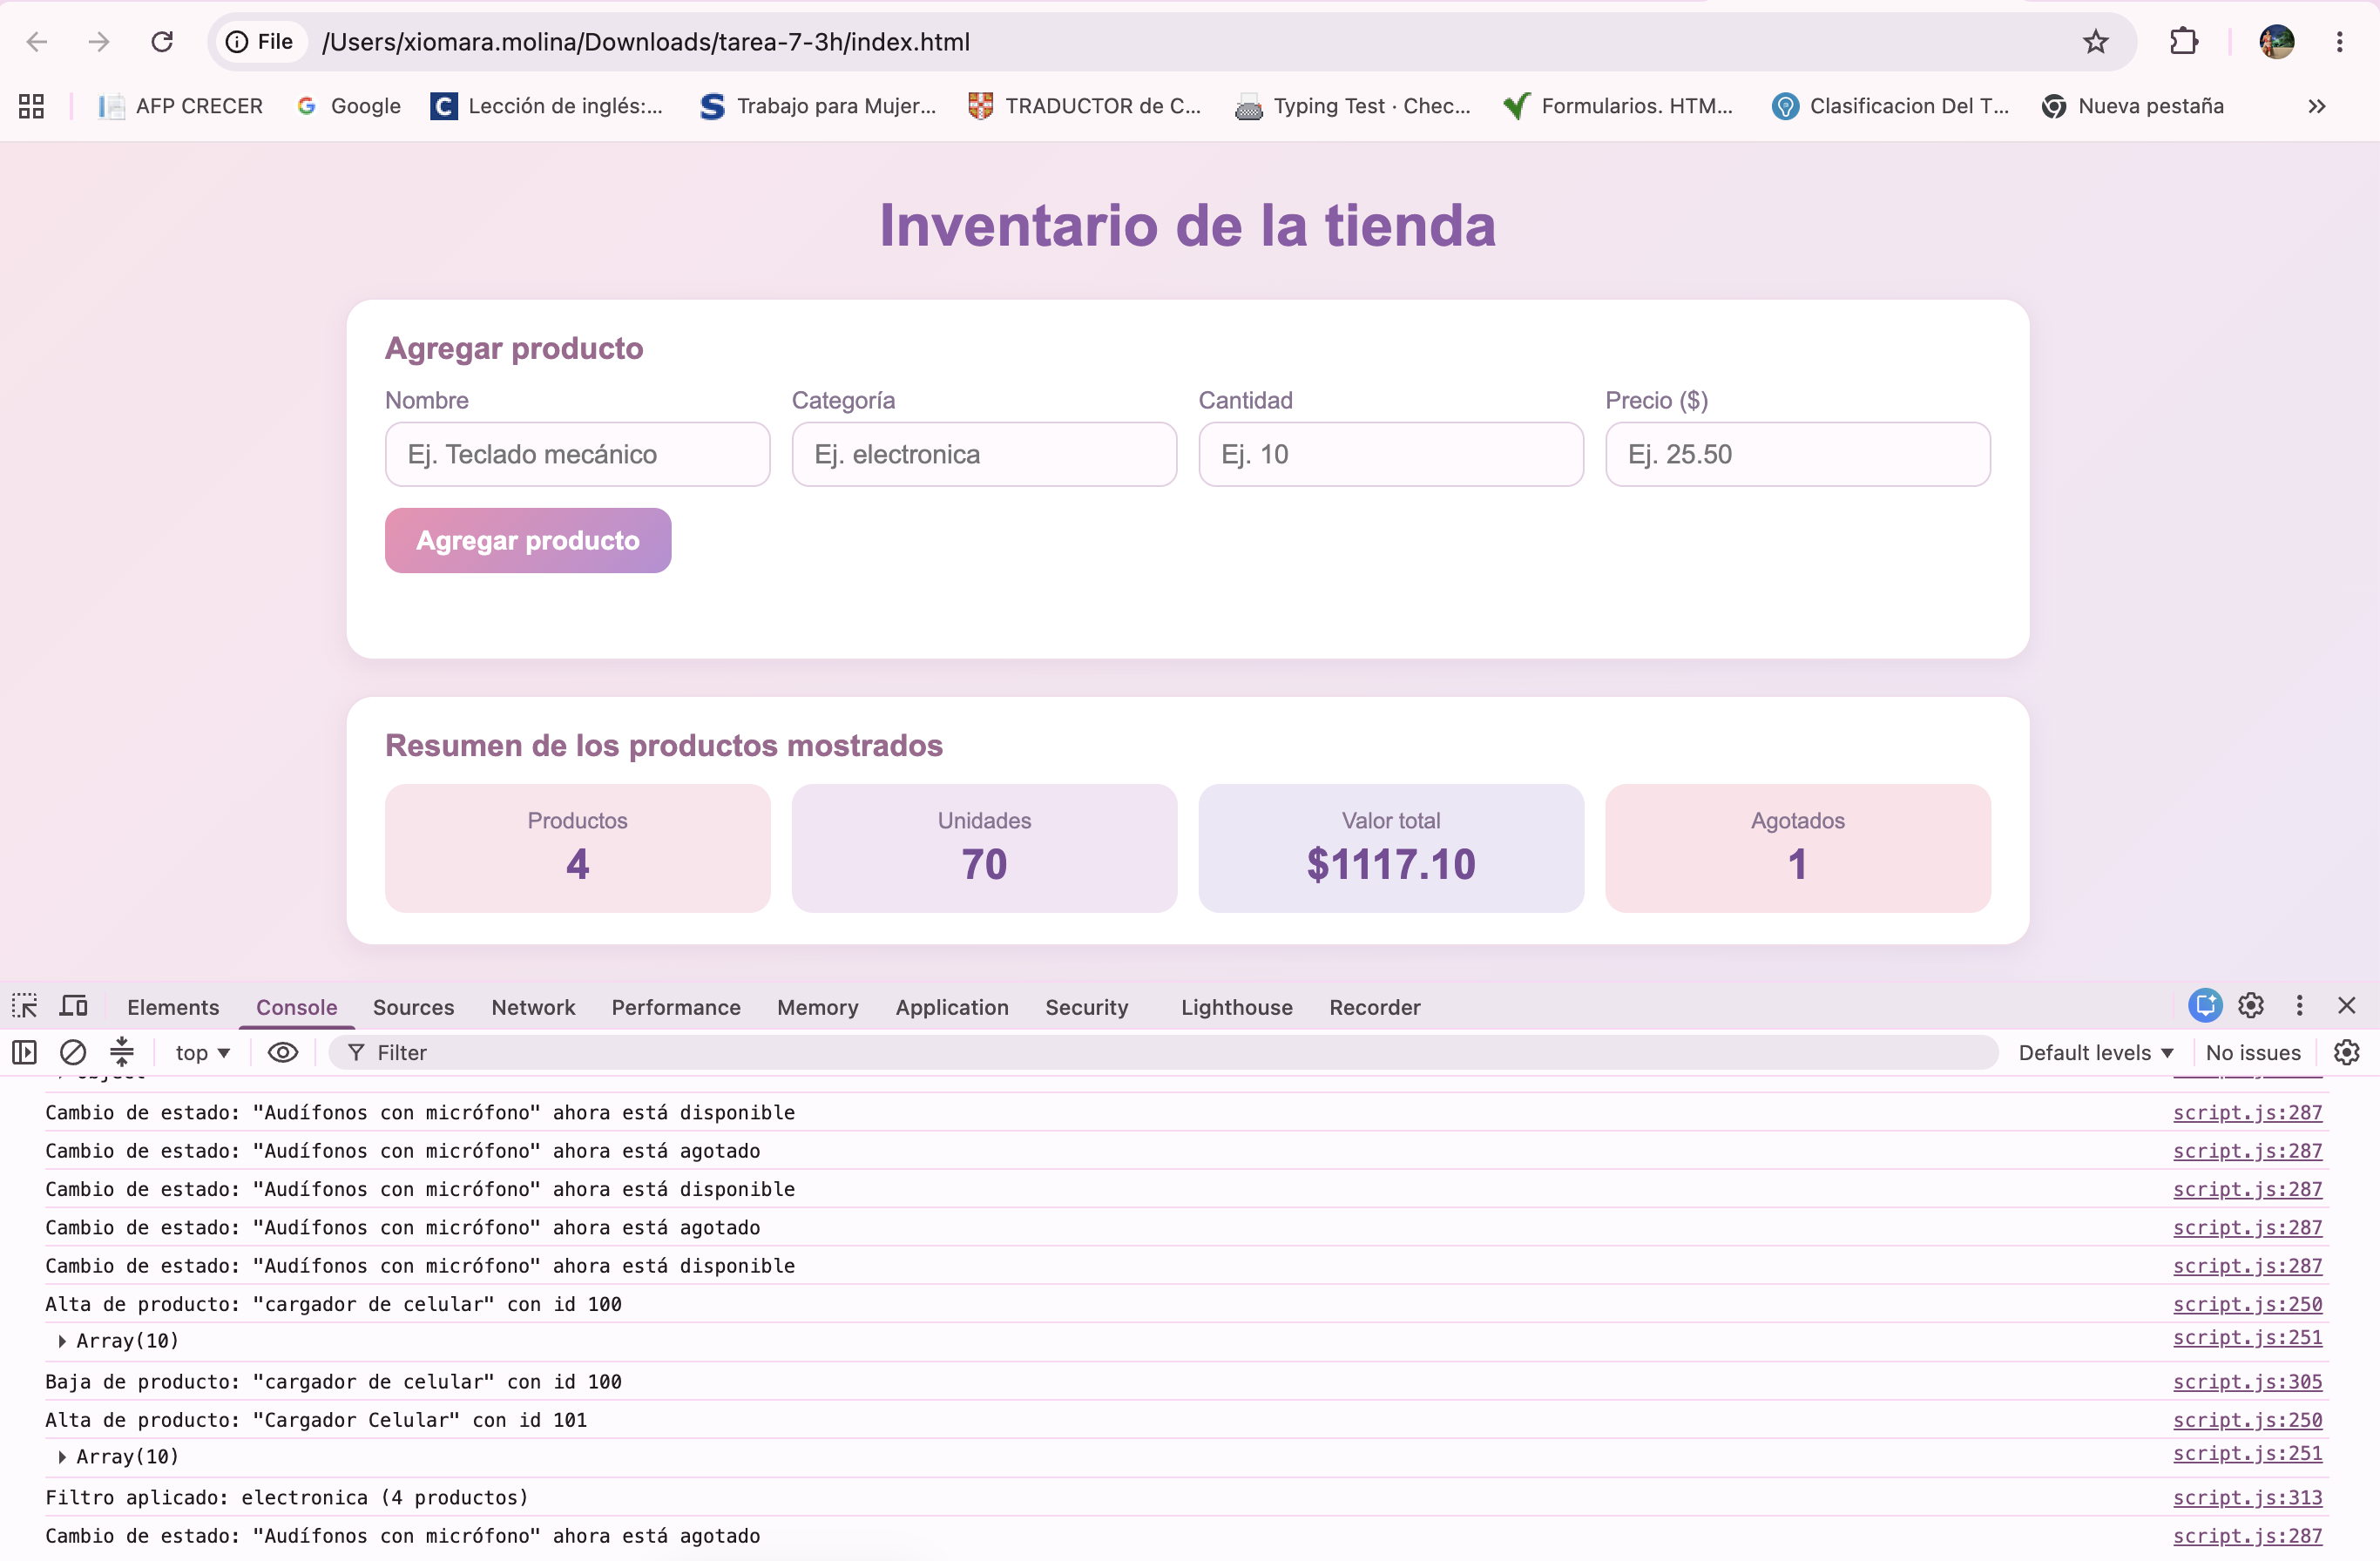 File /Users/xiomara.molina/Downloads/tarea-7-3h/index.html
AFP CRECER Google Lección de inglés:... Trabajo para Mujer... TRADUCTOR de C... Typing Test · Chec... Formularios. HTM... Clasificacion Del T... Nueva pestaña
Inventario de la tienda
Agregar producto
Nombre Categoría Cantidad Precio ($)
Ej. Teclado mecánico Ej. electronica Ej. 10 Ej. 25.50
Agregar producto
Resumen de los productos mostrados
Productos Unidades Valor total Agotados
4 70 $1117.10 1
Elements Console Sources Network Performance Memory Application Security Lighthouse Recorder
top Filter Default levels No issues
Cambio de estado: "Audífonos con micrófono" ahora está disponible script.js:287
Cambio de estado: "Audífonos con micrófono" ahora está agotado script.js:287
Cambio de estado: "Audífonos con micrófono" ahora está disponible script.js:287
Cambio de estado: "Audífonos con micrófono" ahora está agotado script.js:287
Cambio de estado: "Audífonos con micrófono" ahora está disponible script.js:287
Alta de producto: "cargador de celular" con id 100 script.js:250
Array(10) script.js:251
Baja de producto: "cargador de celular" con id 100 script.js:305
Alta de producto: "Cargador Celular" con id 101 script.js:250
Array(10) script.js:251
Filtro aplicado: electronica (4 productos) script.js:313
Cambio de estado: "Audífonos con micrófono" ahora está agotado script.js:287